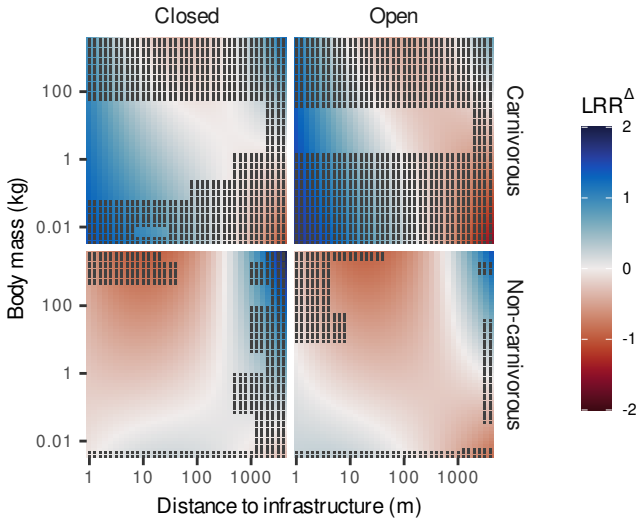 Closed Open
100
1
0.01
Carnivorous
100
1
0.01
Non-carnivorous
Body mass (kg)
1 10 100 1000 1 10 100 1000
Distance to infrastructure (m)
LRR^Δ
2
1
0
-1
-2